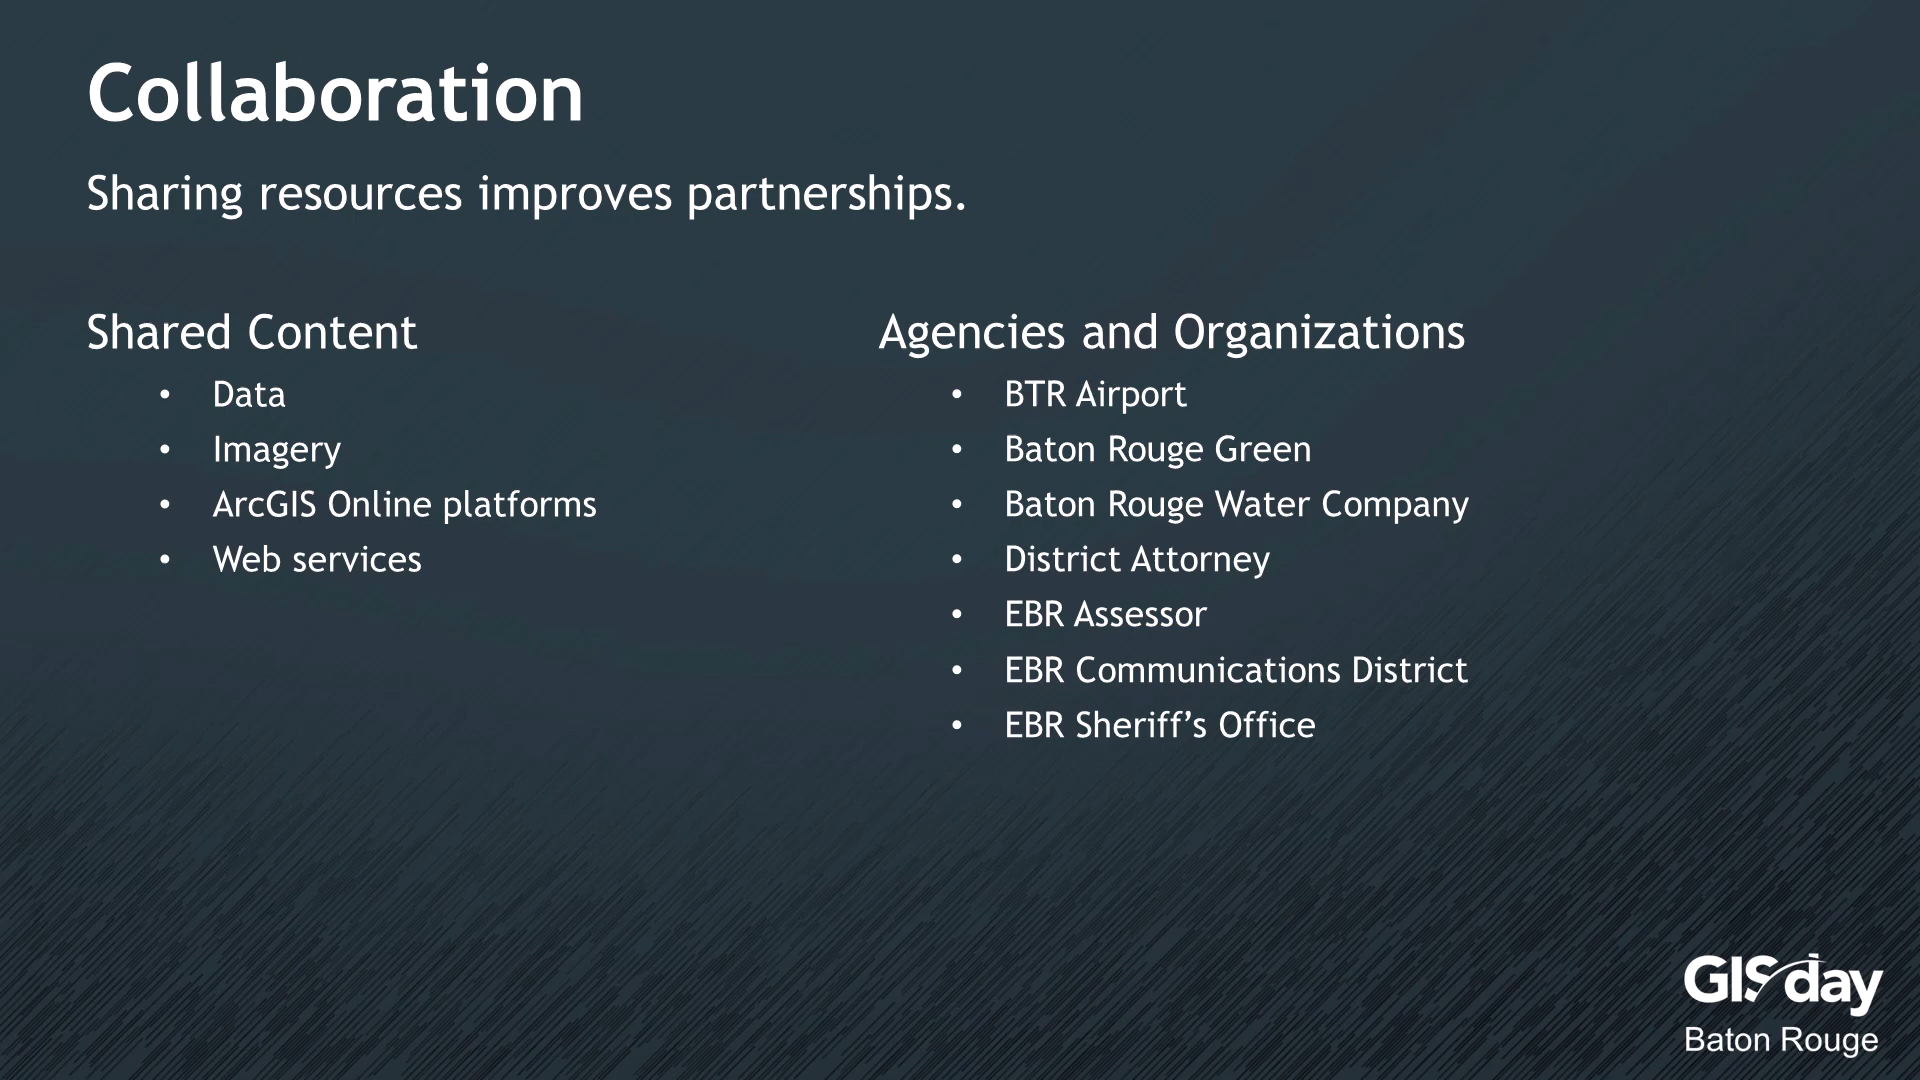 Collaboration
Sharing resources improves partnerships.
Shared Content
• Data
• Imagery
• ArcGIS Online platforms
• Web services
Agencies and Organizations
• BTR Airport
• Baton Rouge Green
• Baton Rouge Water Company
• District Attorney
• EBR Assessor
• EBR Communications District
• EBR Sheriff’s Office
GISday
Baton Rouge